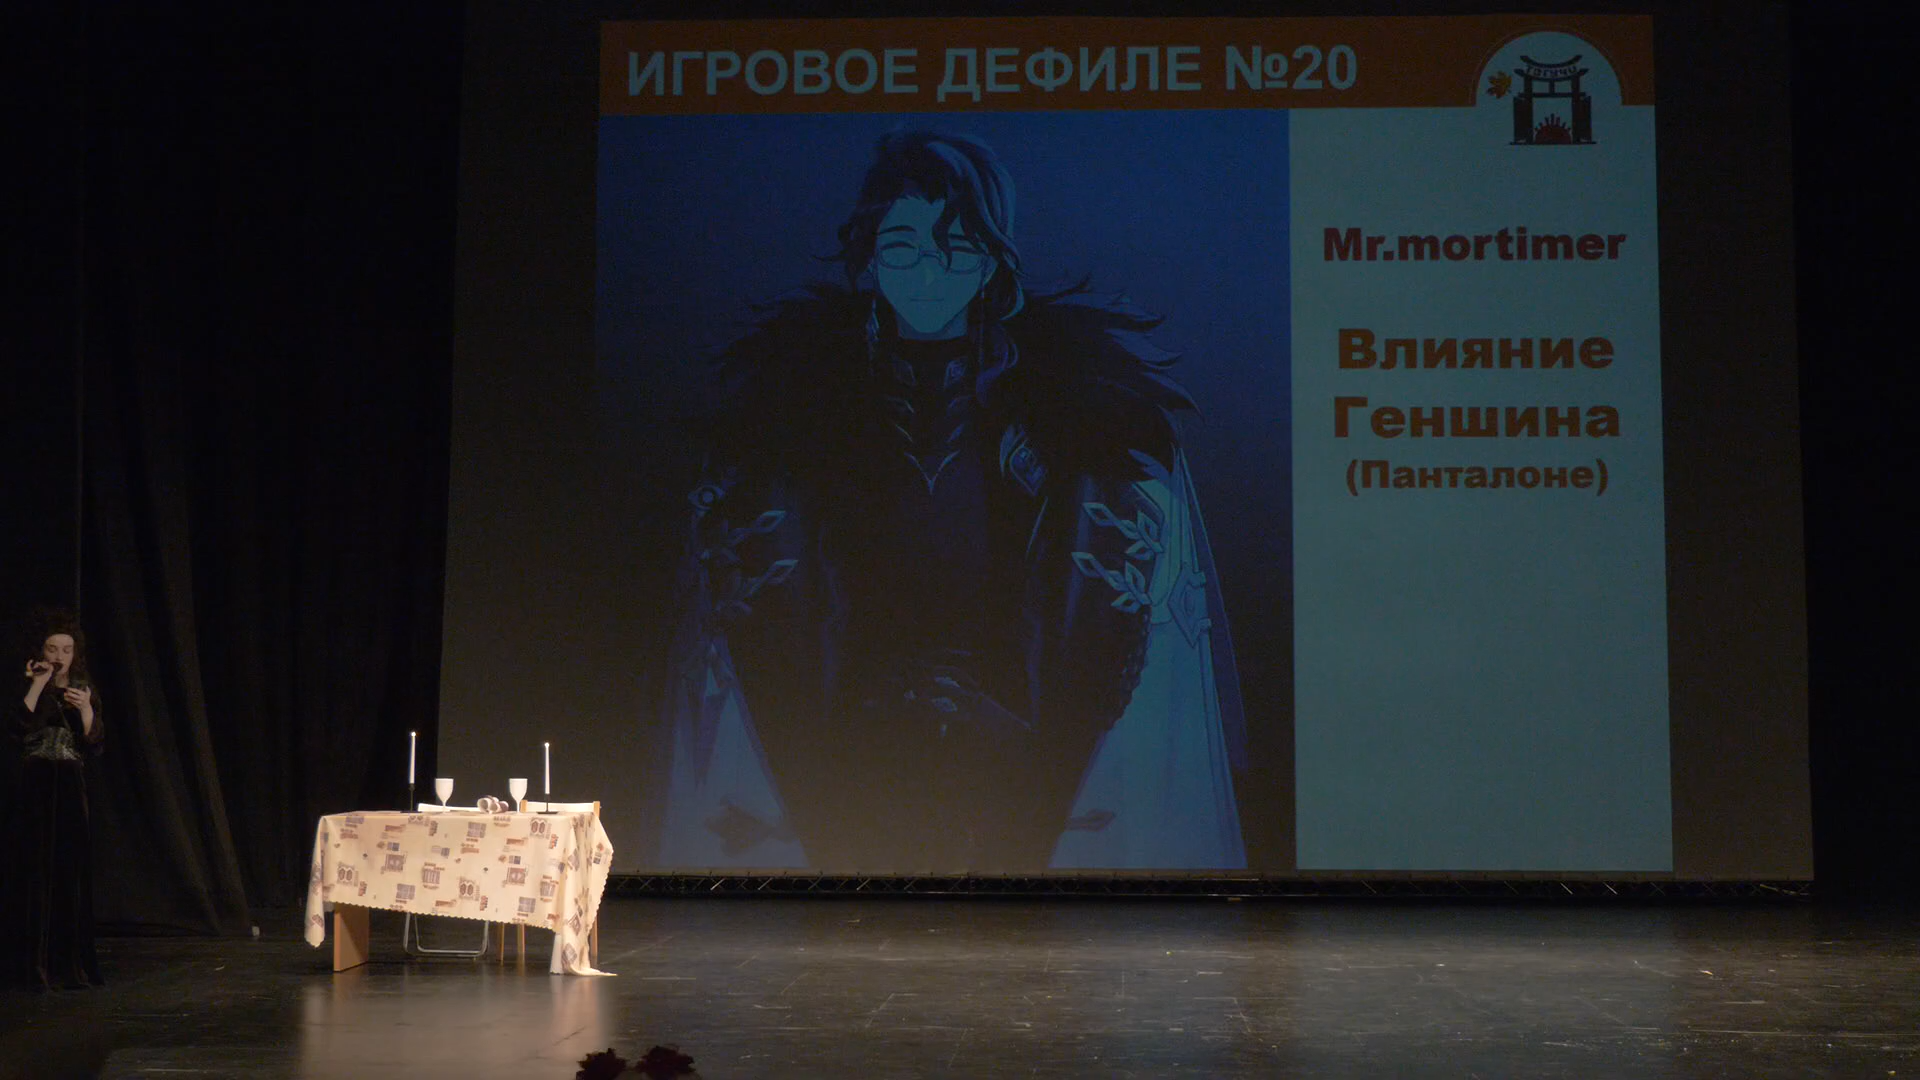 ИГРОВОЕ ДЕФИЛЕ №20
Mr.mortimer
Влияние
Геншина
(Панталоне)